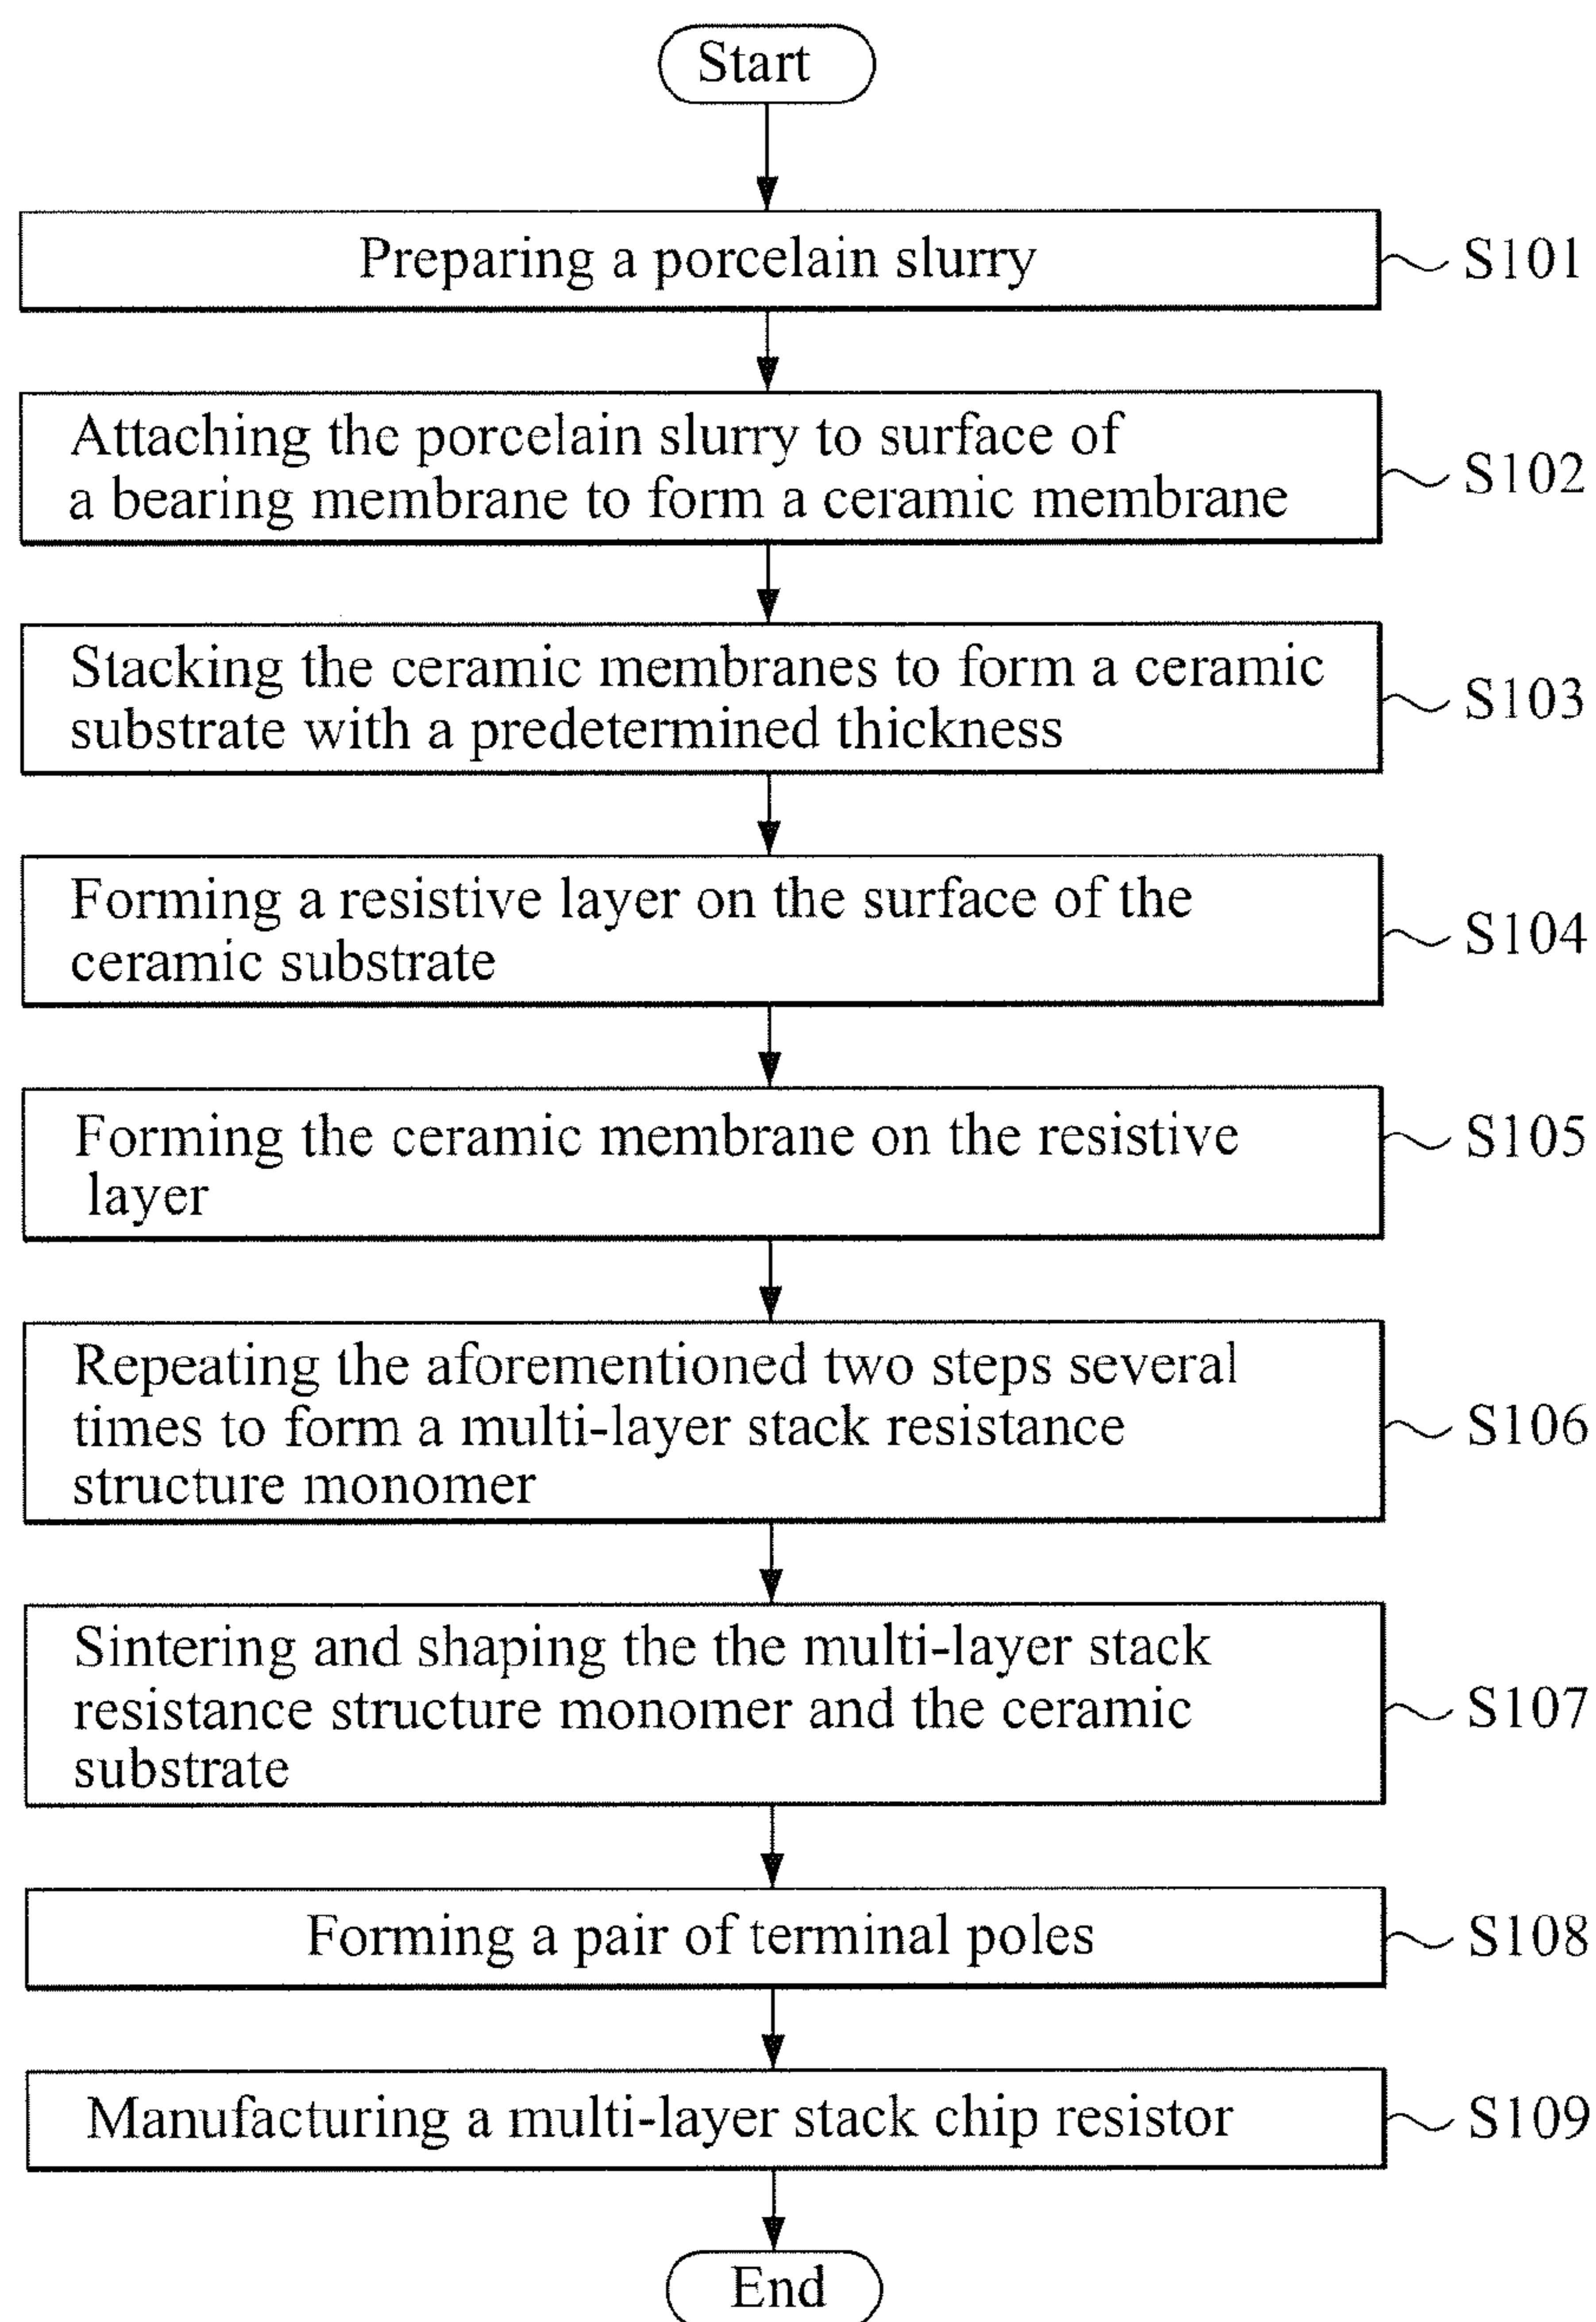 Start
Preparing a porcelain slurry
S101
Attaching the porcelain slurry to surface of
a bearing membrane to form a ceramic membrane
S102
Stacking the ceramic membranes to form a ceramic
substrate with a predetermined thickness
S103
Forming a resistive layer on the surface of the
ceramic substrate
S104
Forming the ceramic membrane on the resistive
layer
S105
Repeating the aforementioned two steps several
times to form a multi-layer stack resistance
structure monomer
S106
Sintering and shaping the the multi-layer stack
resistance structure monomer and the ceramic
substrate
S107
Forming a pair of terminal poles
S108
Manufacturing a multi-layer stack chip resistor
S109
End